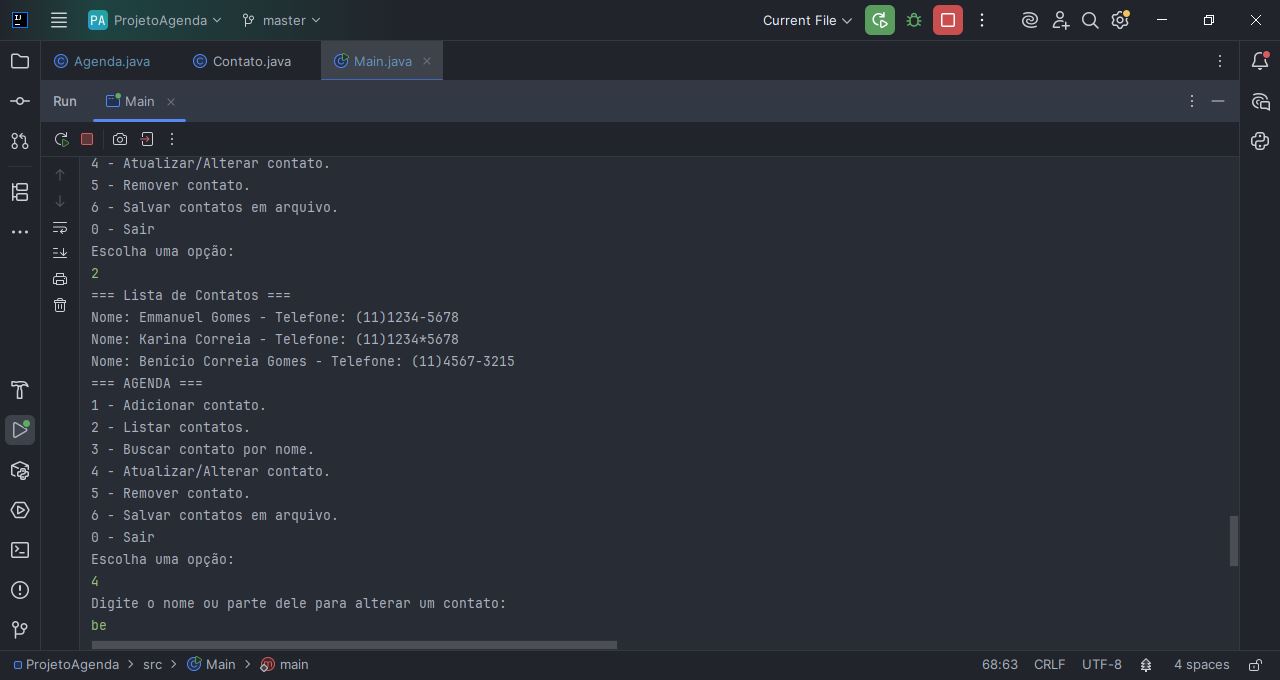 PA ProjetoAgenda master Current File
Agenda.java Contato.java Main.java
Run Main
4 - Atualizar/Alterar contato.
5 - Remover contato.
6 - Salvar contatos em arquivo.
0 - Sair
Escolha uma opção:
2
=== Lista de Contatos ===
Nome: Emmanuel Gomes - Telefone: (11)1234-5678
Nome: Karina Correia - Telefone: (11)1234*5678
Nome: Benício Correia Gomes - Telefone: (11)4567-3215
=== AGENDA ===
1 - Adicionar contato.
2 - Listar contatos.
3 - Buscar contato por nome.
4 - Atualizar/Alterar contato.
5 - Remover contato.
6 - Salvar contatos em arquivo.
0 - Sair
Escolha uma opção:
4
Digite o nome ou parte dele para alterar um contato:
be
ProjetoAgenda > src > Main > main 68:63 CRLF UTF-8 4 spaces